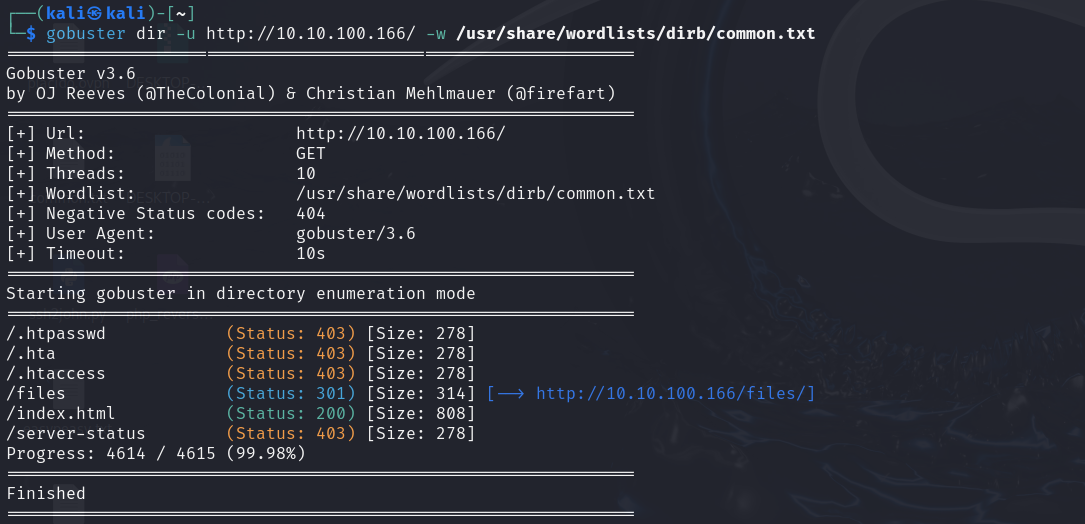 ┌──(kali㉿kali)-[~]
└─$ gobuster dir -u http://10.10.100.166/ -w /usr/share/wordlists/dirb/common.txt
===============================================================
Gobuster v3.6
by OJ Reeves (@TheColonial) & Christian Mehlmauer (@firefart)
===============================================================
[+] Url:                     http://10.10.100.166/
[+] Method:                  GET
[+] Threads:                 10
[+] Wordlist:                /usr/share/wordlists/dirb/common.txt
[+] Negative Status codes:   404
[+] User Agent:              gobuster/3.6
[+] Timeout:                 10s
===============================================================
Starting gobuster in directory enumeration mode
===============================================================
/.htpasswd            (Status: 403) [Size: 278]
/.hta                 (Status: 403) [Size: 278]
/.htaccess            (Status: 403) [Size: 278]
/files                (Status: 301) [Size: 314] [--> http://10.10.100.166/files/]
/index.html           (Status: 200) [Size: 808]
/server-status        (Status: 403) [Size: 278]
Progress: 4614 / 4615 (99.98%)
===============================================================
Finished
===============================================================